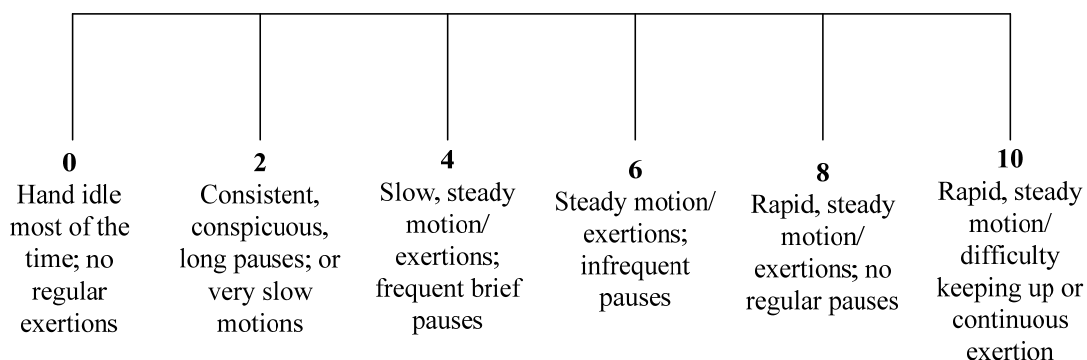 0
Hand idle
most of the
time; no
regular
exertions
2
Consistent,
conspicuous,
long pauses; or
very slow
motions
4
Slow, steady
motion/
exertions;
frequent brief
pauses
6
Steady motion/
exertions;
infrequent
pauses
8
Rapid, steady
motion/
exertions; no
regular pauses
10
Rapid, steady
motion/
difficulty
keeping up or
continuous
exertion